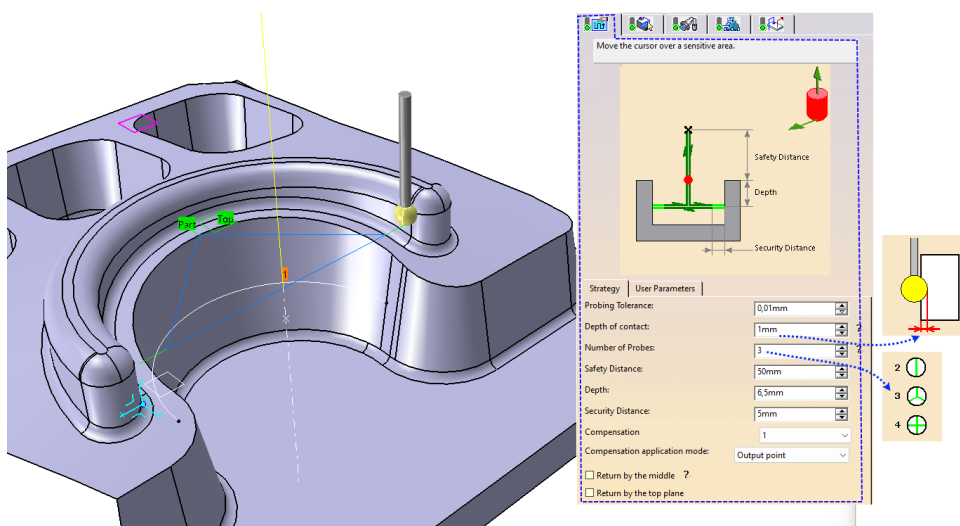 Move the cursor over a sensitive area.
Safety Distance
Depth
Security Distance
Part
Top
1
Strategy
User Parameters
Probing Tolerance:
0,01mm
Depth of contact:
1mm
?
Number of Probes:
3
?
Safety Distance:
50mm
Depth:
6,5mm
Security Distance:
5mm
Compensation
1
Compensation application mode:
Output point
Return by the middle
?
Return by the top plane
2
3
4